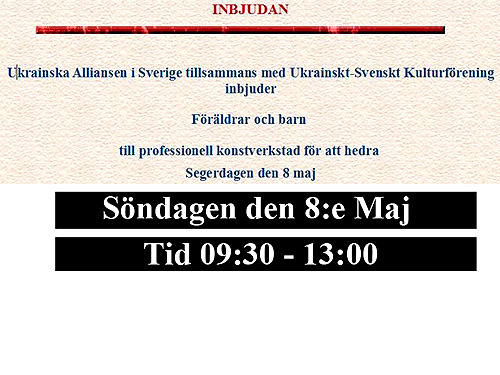 INBJUDAN
Ukrainska Alliansen i Sverige tillsammans med Ukrainskt-Svenskt Kulturförening
inbjuder
Föräldrar och barn
till professionell konstverkstad för att hedra
Segerdagen den 8 maj
Söndagen den 8:e Maj
Tid 09:30 - 13:00